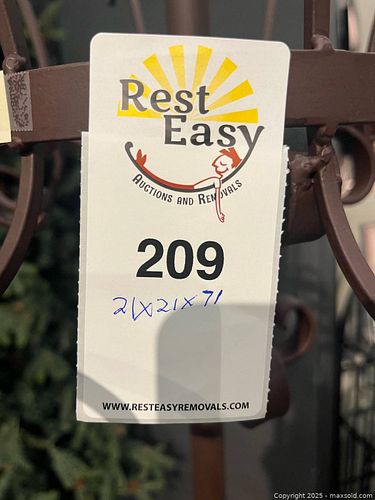 Rest
Easy
AUCTIONS AND REMOVALS
209
21x21x71
WWW.RESTEASYREMOVALS.COM
Copyright 2025 - maxsold.com